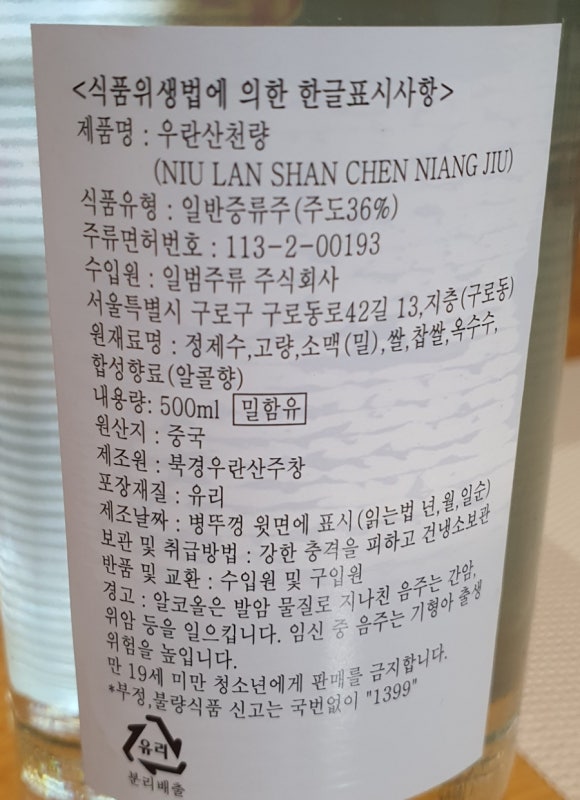 <식품위생법에 의한 한글표시사항>
제품명 : 우란산천량
(NIU LAN SHAN CHEN NIANG JIU)
식품유형 : 일반증류주(주도36%)
주류면허번호 : 113-2-00193
수입원 : 일범주류 주식회사
서울특별시 구로구 구로동로42길 13,지층(구로동)
원재료명 : 정제수,고량,소맥(밀),쌀,찹쌀,옥수수,
합성향료(알콜향)
내용량: 500ml 밀함유
원산지 : 중국
제조원 : 북경우란산주창
포장재질 : 유리
제조날짜 : 병뚜껑 윗면에 표시(읽는법 년,월,일순)
보관 및 취급방법 : 강한 충격을 피하고 건냉소보관
반품 및 교환 : 수입원 및 구입원
경고 : 알코올은 발암 물질로 지나친 음주는 간암,
위암 등을 일으킵니다. 임신 중 음주는 기형아 출생
위험을 높입니다.
만 19세 미만 청소년에게 판매를 금지합니다.
*부정,불량식품 신고는 국번없이 "1399"
유리
분리배출